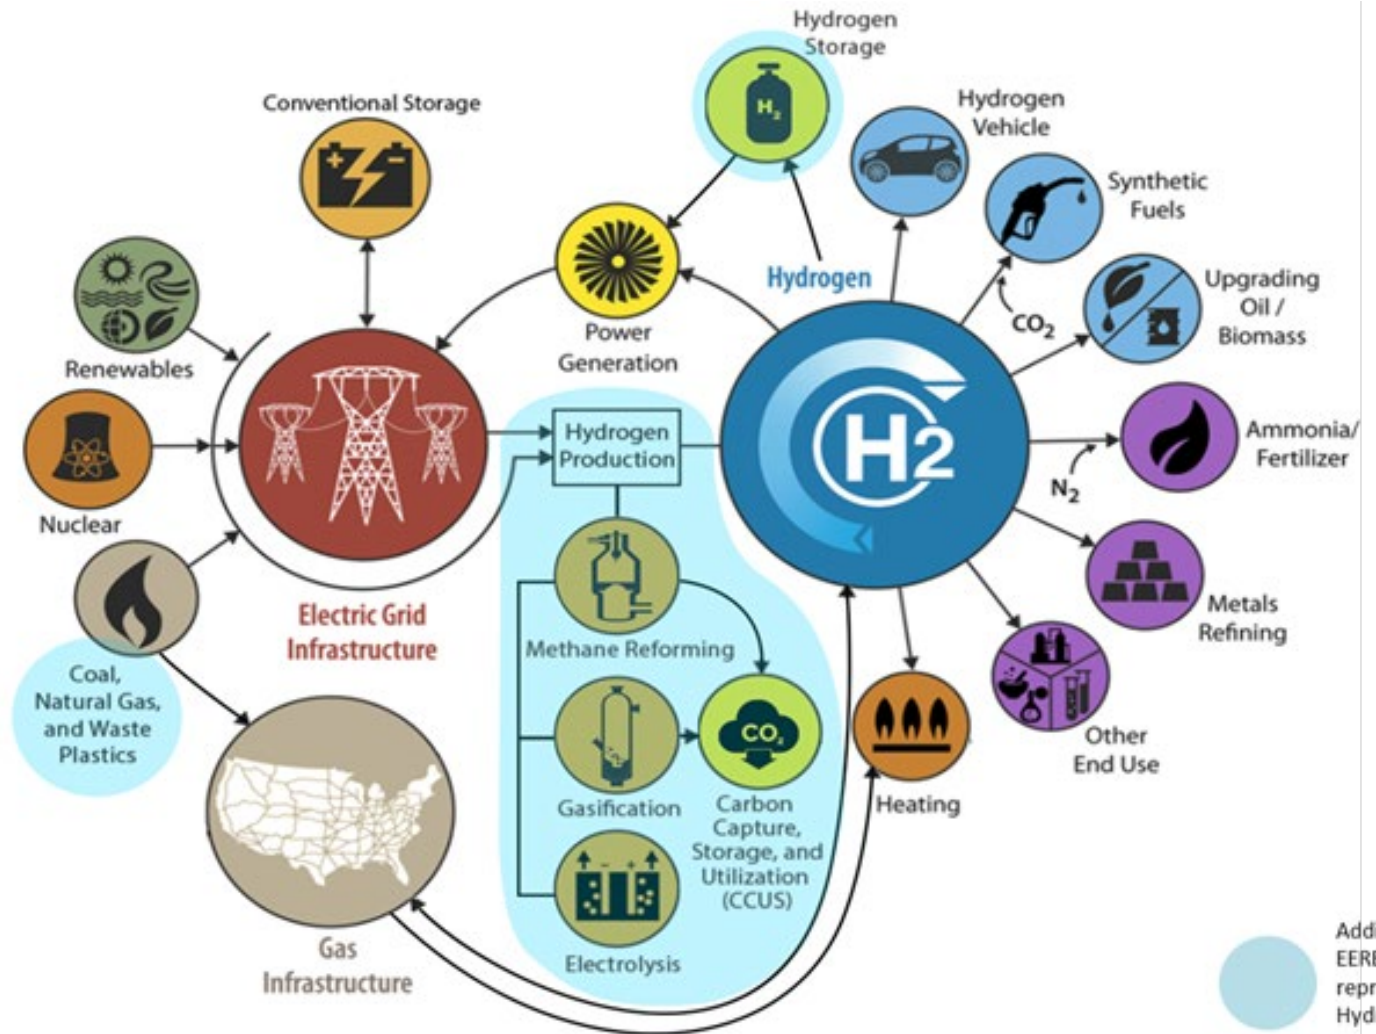 Hydrogen
Storage
H2
Conventional Storage
+ -
Hydrogen
Vehicle
Synthetic
Fuels
Renewables
Power
Generation
Hydrogen
CO2
Upgrading
Oil /
Biomass
Nuclear
Hydrogen
Production
H2
N2
Ammonia/
Fertilizer
Electric Grid
Infrastructure
Methane Reforming
Metals
Refining
Coal,
Natural Gas,
and Waste
Plastics
Gasification
CO2
Carbon
Capture,
Storage, and
Utilization
(CCUS)
Heating
Other
End Use
- +
Electrolysis
Gas
Infrastructure
Hyd